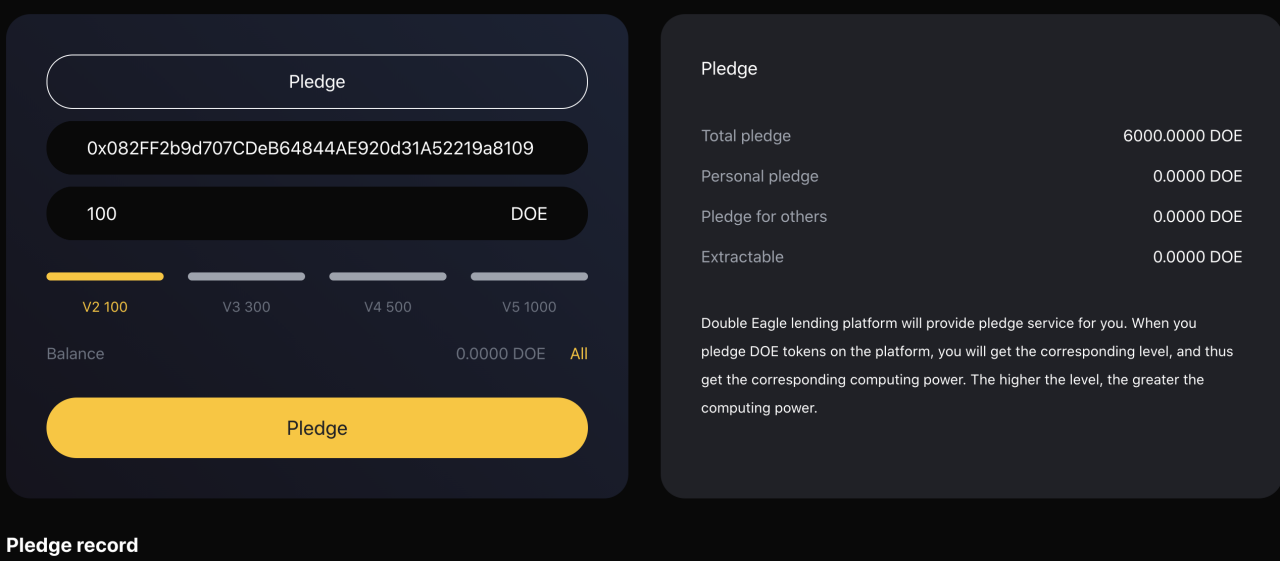 Pledge
0x082FF2b9d707CDeB64844AE920d31A52219a8109
100 DOE
V2 100 V3 300 V4 500 V5 1000
Balance 0.0000 DOE All
Pledge
Pledge
Total pledge 6000.0000 DOE
Personal pledge 0.0000 DOE
Pledge for others 0.0000 DOE
Extractable 0.0000 DOE
Double Eagle lending platform will provide pledge service for you. When you
pledge DOE tokens on the platform, you will get the corresponding level, and thus
get the corresponding computing power. The higher the level, the greater the
computing power.
Pledge record